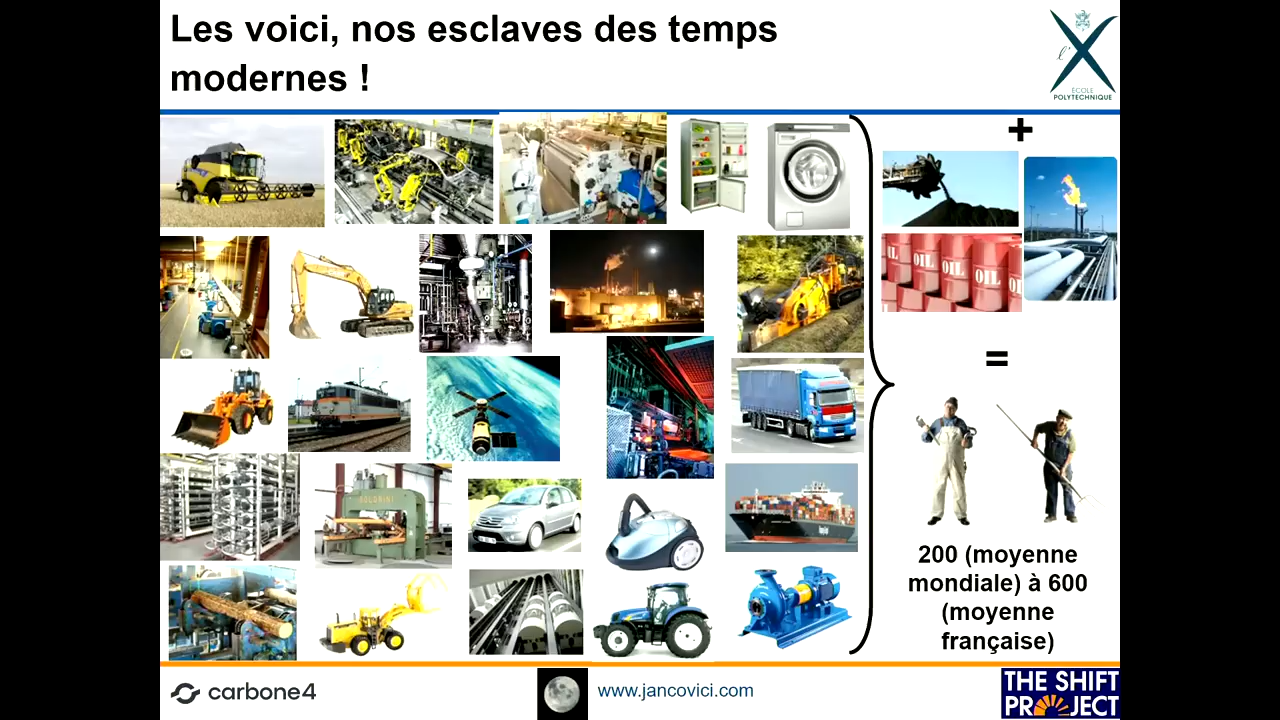 Les voici, nos esclaves des temps
modernes !
l'X
ÉCOLE
POLYTECHNIQUE
+
OIL
OIL
OIL
=
200 (moyenne
mondiale) à 600
(moyenne
française)
carbone4
www.jancovici.com
THE SHIFT
PROJECT